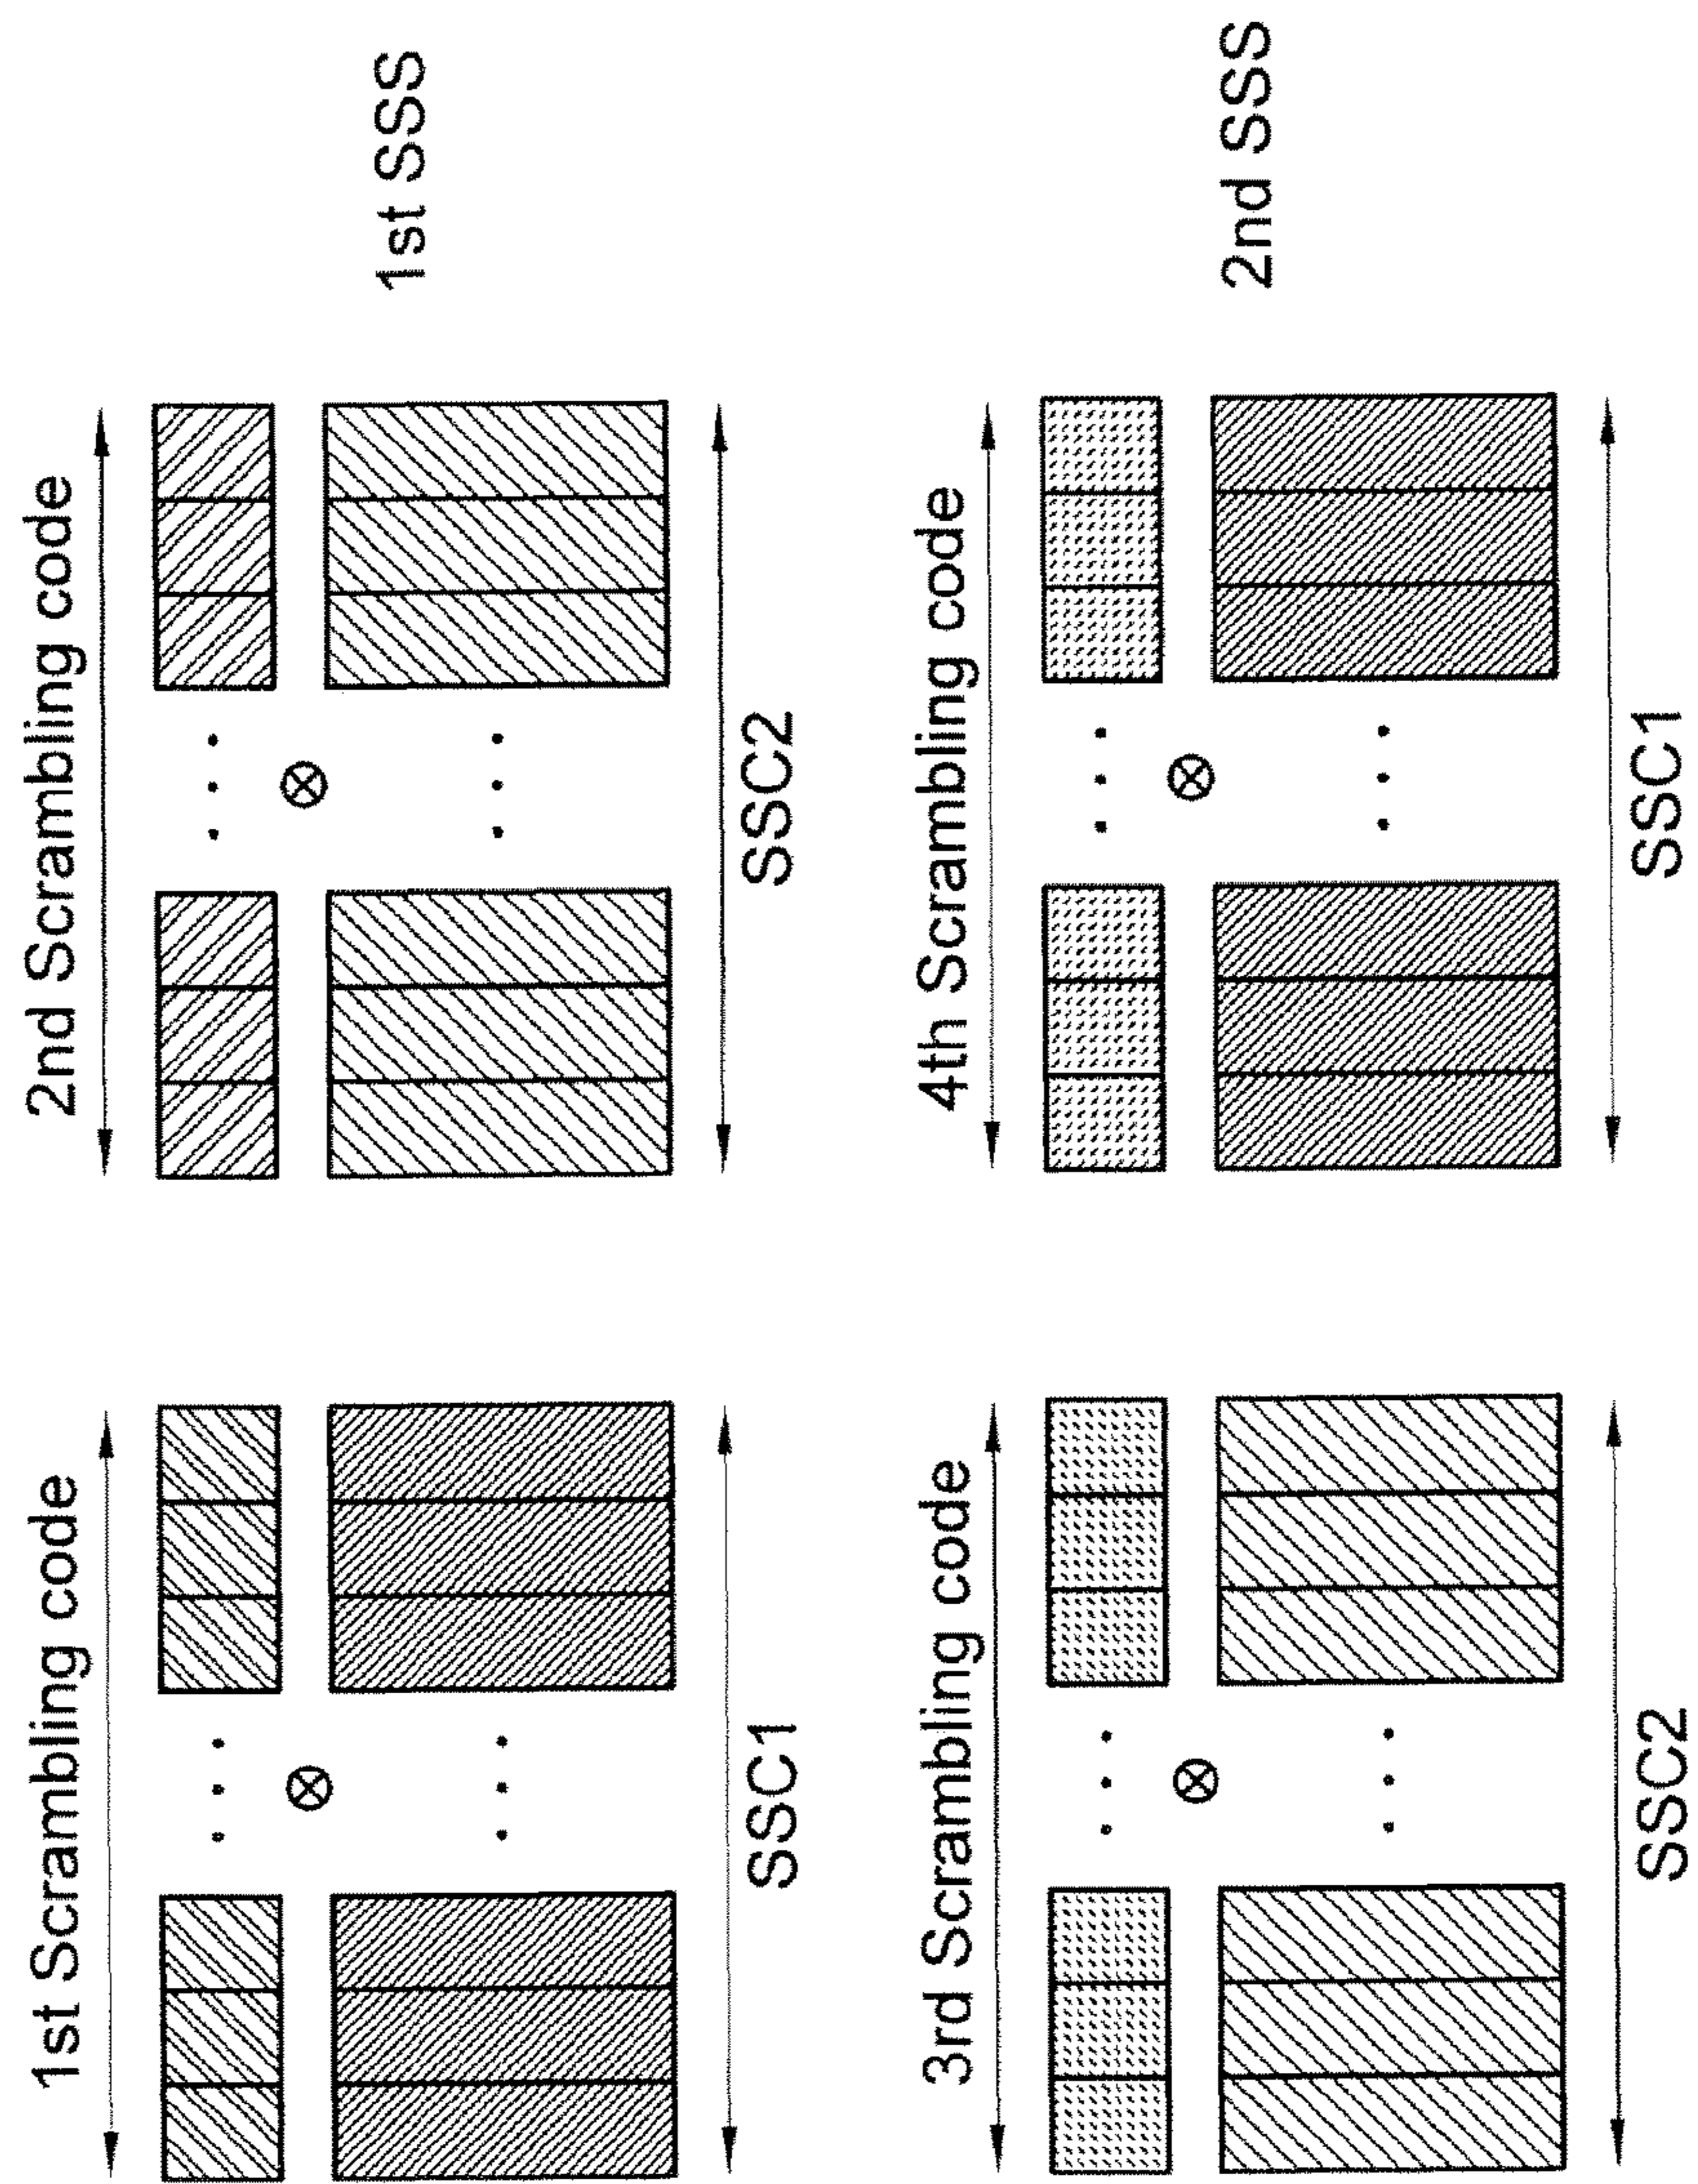 1st Scrambling code
2nd Scrambling code
1st SSS
SSC1
SSC2
3rd Scrambling code
4th Scrambling code
2nd SSS
SSC2
SSC1